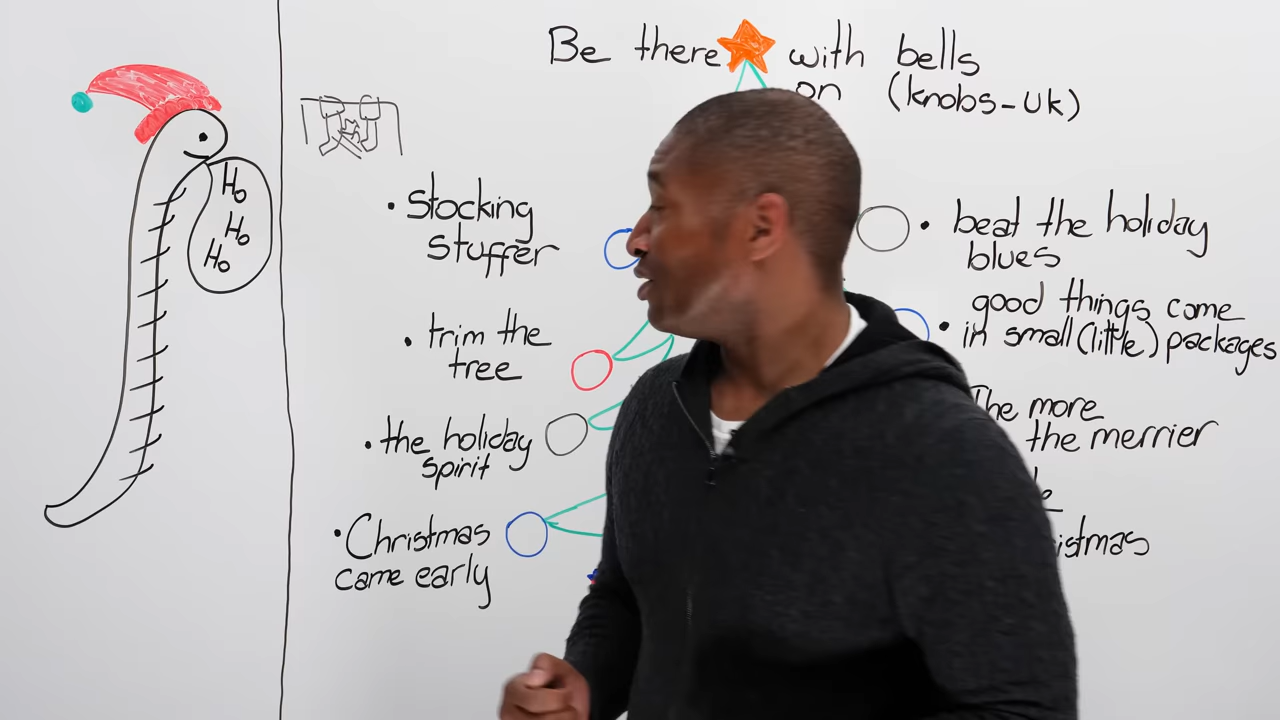 Be there with bells
on (knobs-uk)
Ho
Ho
Ho
• Stocking
stuffer
• trim the
tree
• the holiday
spirit
• Christmas
came early
• beat the holiday
blues
good things come
• in small (little) packages
The more
the merrier